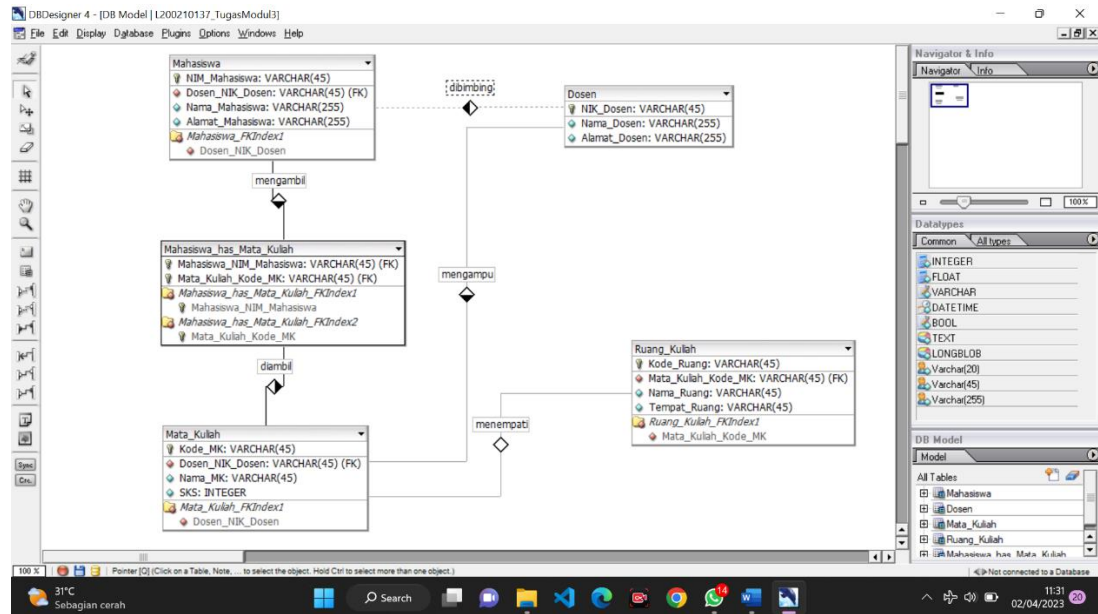 DBDesigner 4 - [DB Model | L200210137_TugasModul3]
File Edit Display Database Plugins Options Windows Help
Mahasiswa
NIM_Mahasiswa: VARCHAR(45)
Dosen_NIK_Dosen: VARCHAR(45) (FK)
Nama_Mahasiswa: VARCHAR(255)
Alamat_Mahasiswa: VARCHAR(255)
Mahasiswa_FKIndex1
Dosen_NIK_Dosen
dibimbing
Dosen
NIK_Dosen: VARCHAR(45)
Nama_Dosen: VARCHAR(255)
Alamat_Dosen: VARCHAR(255)
mengambil
Mahasiswa_has_Mata_Kuliah
Mahasiswa_NIM_Mahasiswa: VARCHAR(45) (FK)
Mata_Kuliah_Kode_MK: VARCHAR(45) (FK)
Mahasiswa_has_Mata_Kuliah_FKIndex1
Mahasiswa_NIM_Mahasiswa
Mahasiswa_has_Mata_Kuliah_FKIndex2
Mata_Kuliah_Kode_MK
mengampu
diambil
Ruang_Kuliah
Kode_Ruang: VARCHAR(45)
Mata_Kuliah_Kode_MK: VARCHAR(45) (FK)
Nama_Ruang: VARCHAR(45)
Tempat_Ruang: VARCHAR(45)
Ruang_Kuliah_FKIndex1
Mata_Kuliah_Kode_MK
menempati
Mata_Kuliah
Kode_MK: VARCHAR(45)
Dosen_NIK_Dosen: VARCHAR(45) (FK)
Nama_MK: VARCHAR(45)
SKS: INTEGER
Mata_Kuliah_FKIndex1
Dosen_NIK_Dosen
Navigator & Info
Navigator Info
100 %
Datatypes
Common All types
INTEGER
FLOAT
VARCHAR
DATETIME
BOOL
TEXT
LONGBLOB
Varchar(20)
Varchar(45)
Varchar(255)
DB Model
Model
All Tables
Mahasiswa
Dosen
Mata_Kuliah
Ruang_Kuliah
Mahasiswa_has_Mata_Kuliah
Sync
100 % Pointer [Q] (Click on a Table, Note, ... to select the object. Hold Ctrl to select more than one object.)
Not connected to a Database
31°C
Sebagian cerah
Search
14
11:31
02/04/2023
20